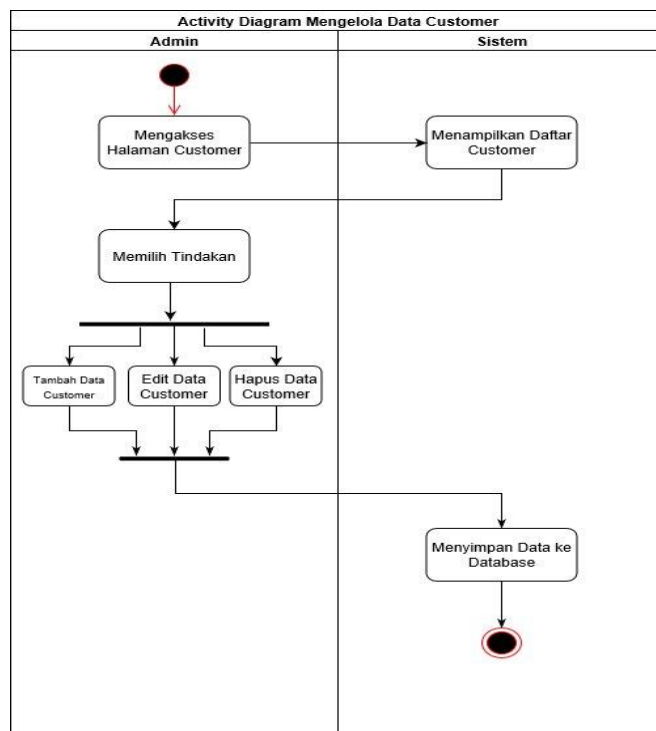 Activity Diagram Mengelola Data Customer
Admin
Sistem
Mengakses
Halaman Customer
Menampilkan Daftar
Customer
Memilih Tindakan
Tambah Data
Customer
Edit Data
Customer
Hapus Data
Customer
Menyimpan Data ke
Database